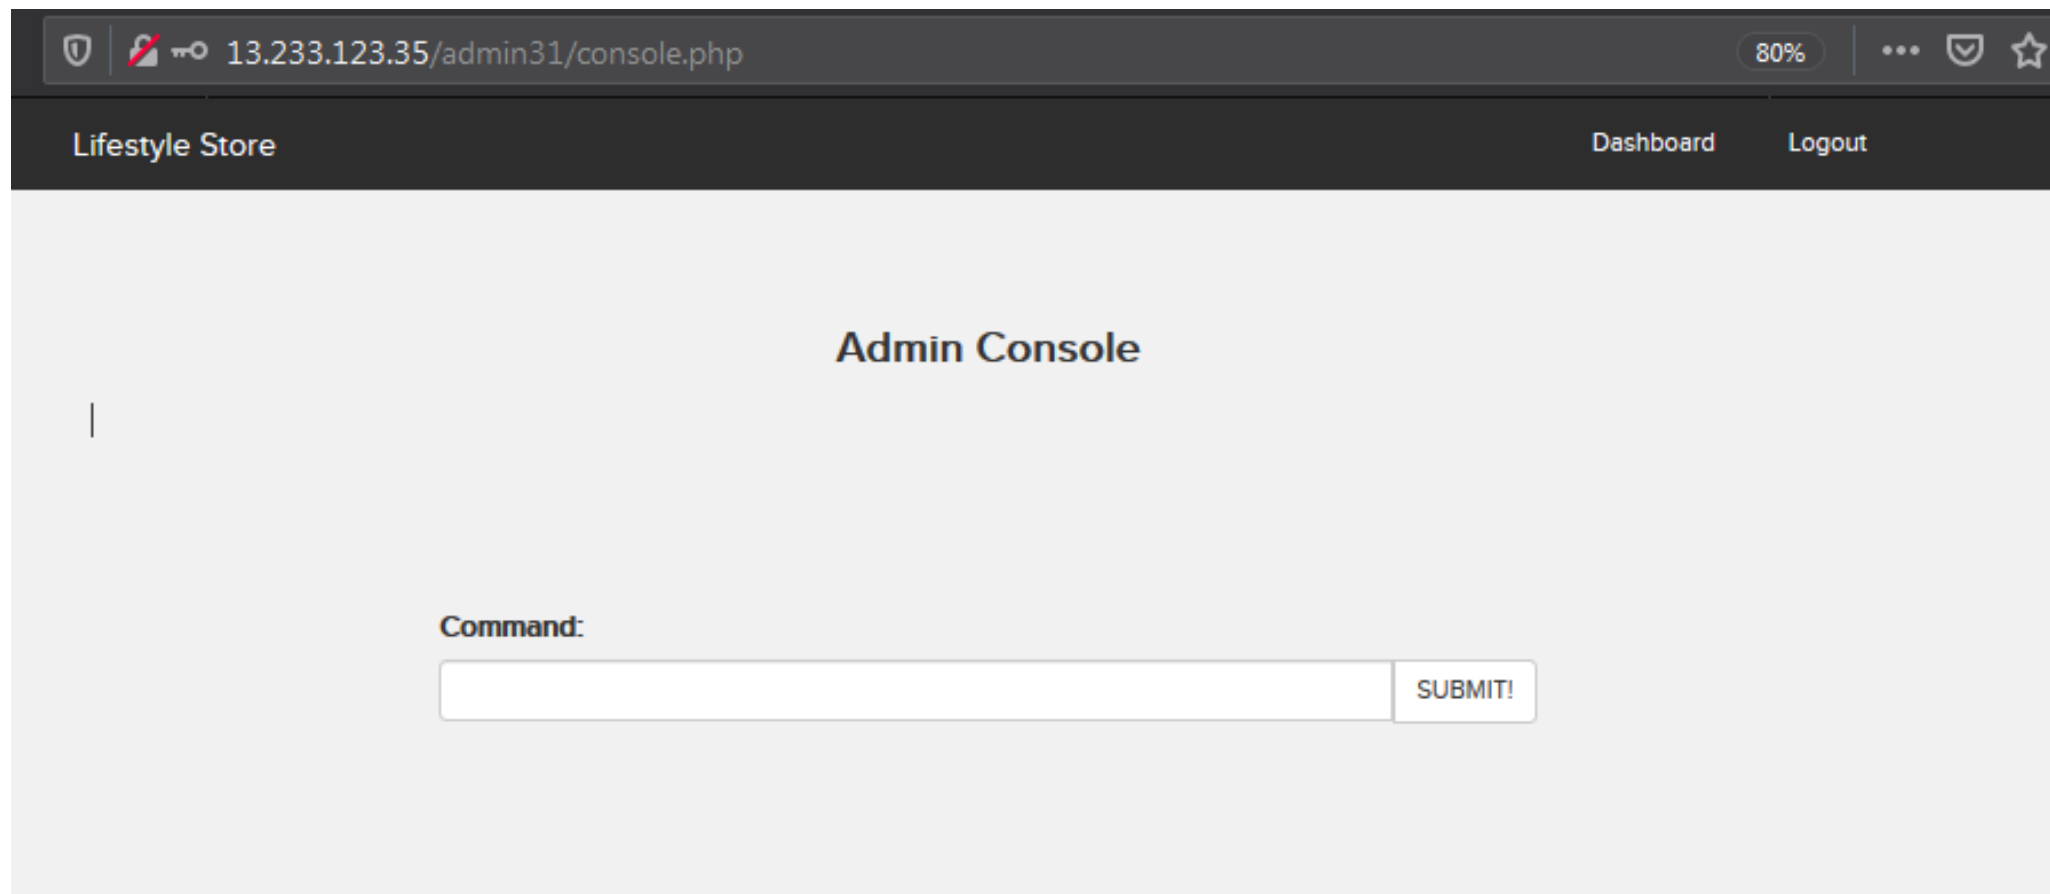 13.233.123.35/admin31/console.php 80%
Lifestyle Store Dashboard Logout
Admin Console
Command:
SUBMIT!